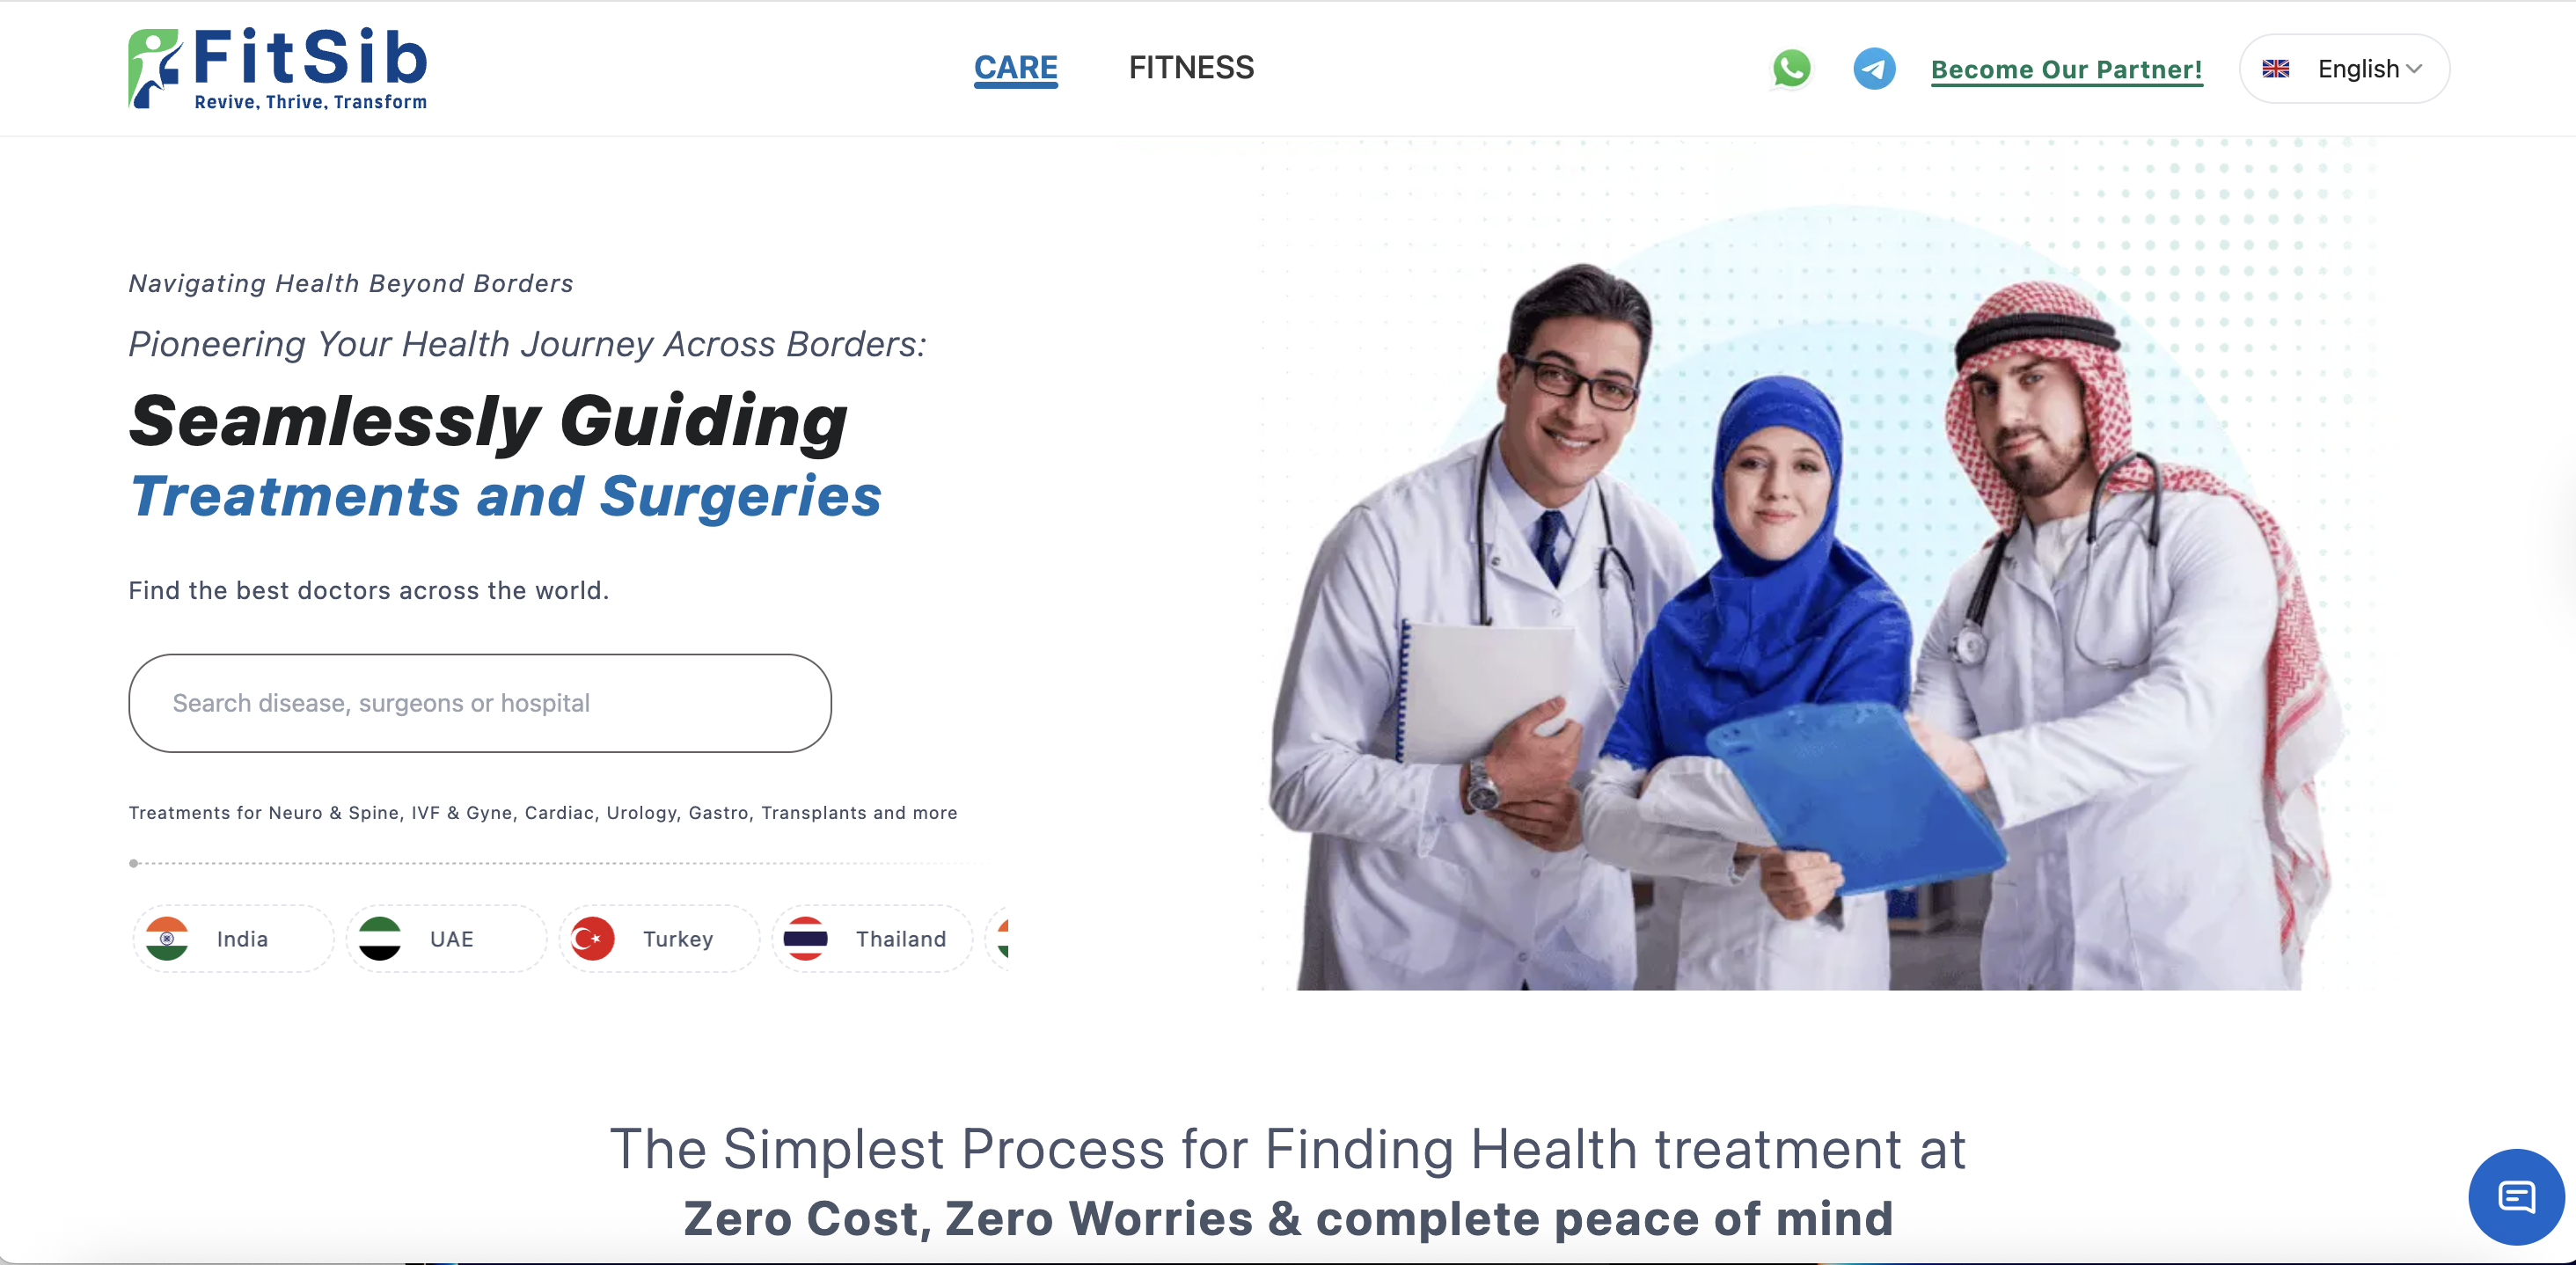 FitSib
Revive, Thrive, Transform
CARE
FITNESS
Become Our Partner!
English
Navigating Health Beyond Borders
Pioneering Your Health Journey Across Borders:
Seamlessly Guiding
Treatments and Surgeries
Find the best doctors across the world.
Search disease, surgeons or hospital
Treatments for Neuro & Spine, IVF & Gyne, Cardiac, Urology, Gastro, Transplants and more
India
UAE
Turkey
Thailand
The Simplest Process for Finding Health treatment at
Zero Cost, Zero Worries & complete peace of mind